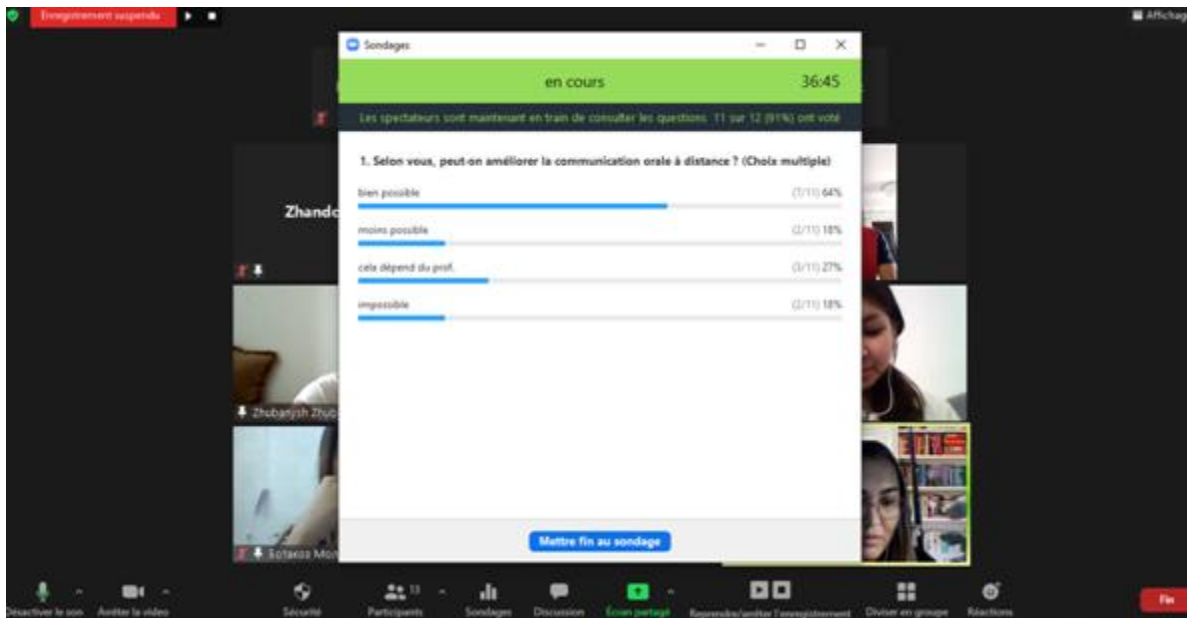 Enregistrement suspendu
Affichage
Sondages
en cours 36:45
Les spectateurs sont maintenant en train de consulter les questions 11 sur 12 (91%) ont voté
1. Selon vous, peut-on améliorer la communication orale à distance ? (Choix multiple)
bien possible (7/11) 64%
Zhando
moins possible (2/11) 18%
cela dépend du prof. (3/11) 27%
impossible (2/11) 18%
Zhubanysh Zhub
Mettre fin au sondage
Désactiver le son
Arrêter la vidéo
Sécurité
13
Participants
Sondages
Discussion
Écran partagé
Reprendre/arrêter l'enregistrement
Diviser en groupe
Réactions
Fin